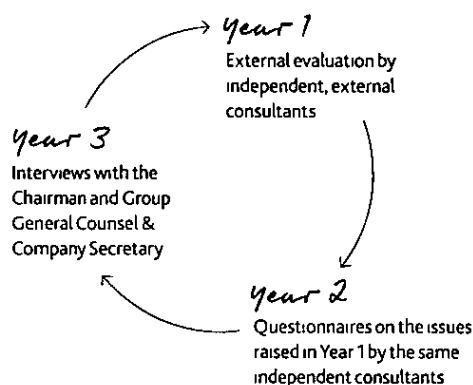 year 1
External evaluation by
independent, external
consultants
year 2
Questionnaires on the issues
raised in Year 1 by the same
independent consultants
year 3
Interviews with the
Chairman and Group
General Counsel &
Company Secretary